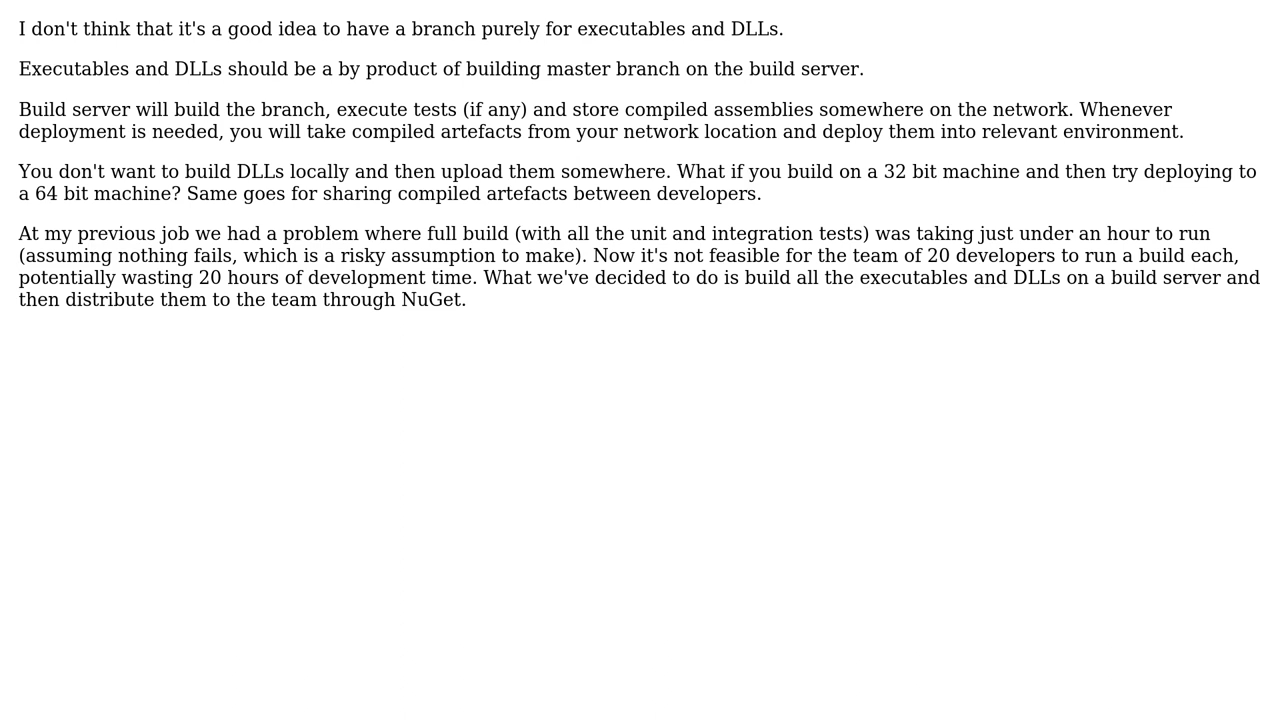 I don't think that it's a good idea to have a branch purely for executables and DLLs.
Executables and DLLs should be a by product of building master branch on the build server.
Build server will build the branch, execute tests (if any) and store compiled assemblies somewhere on the network. Whenever
deployment is needed, you will take compiled artefacts from your network location and deploy them into relevant environment.
You don't want to build DLLs locally and then upload them somewhere. What if you build on a 32 bit machine and then try deploying to
a 64 bit machine? Same goes for sharing compiled artefacts between developers.
At my previous job we had a problem where full build (with all the unit and integration tests) was taking just under an hour to run
(assuming nothing fails, which is a risky assumption to make). Now it's not feasible for the team of 20 developers to run a build each,
potentially wasting 20 hours of development time. What we've decided to do is build all the executables and DLLs on a build server and
then distribute them to the team through NuGet.